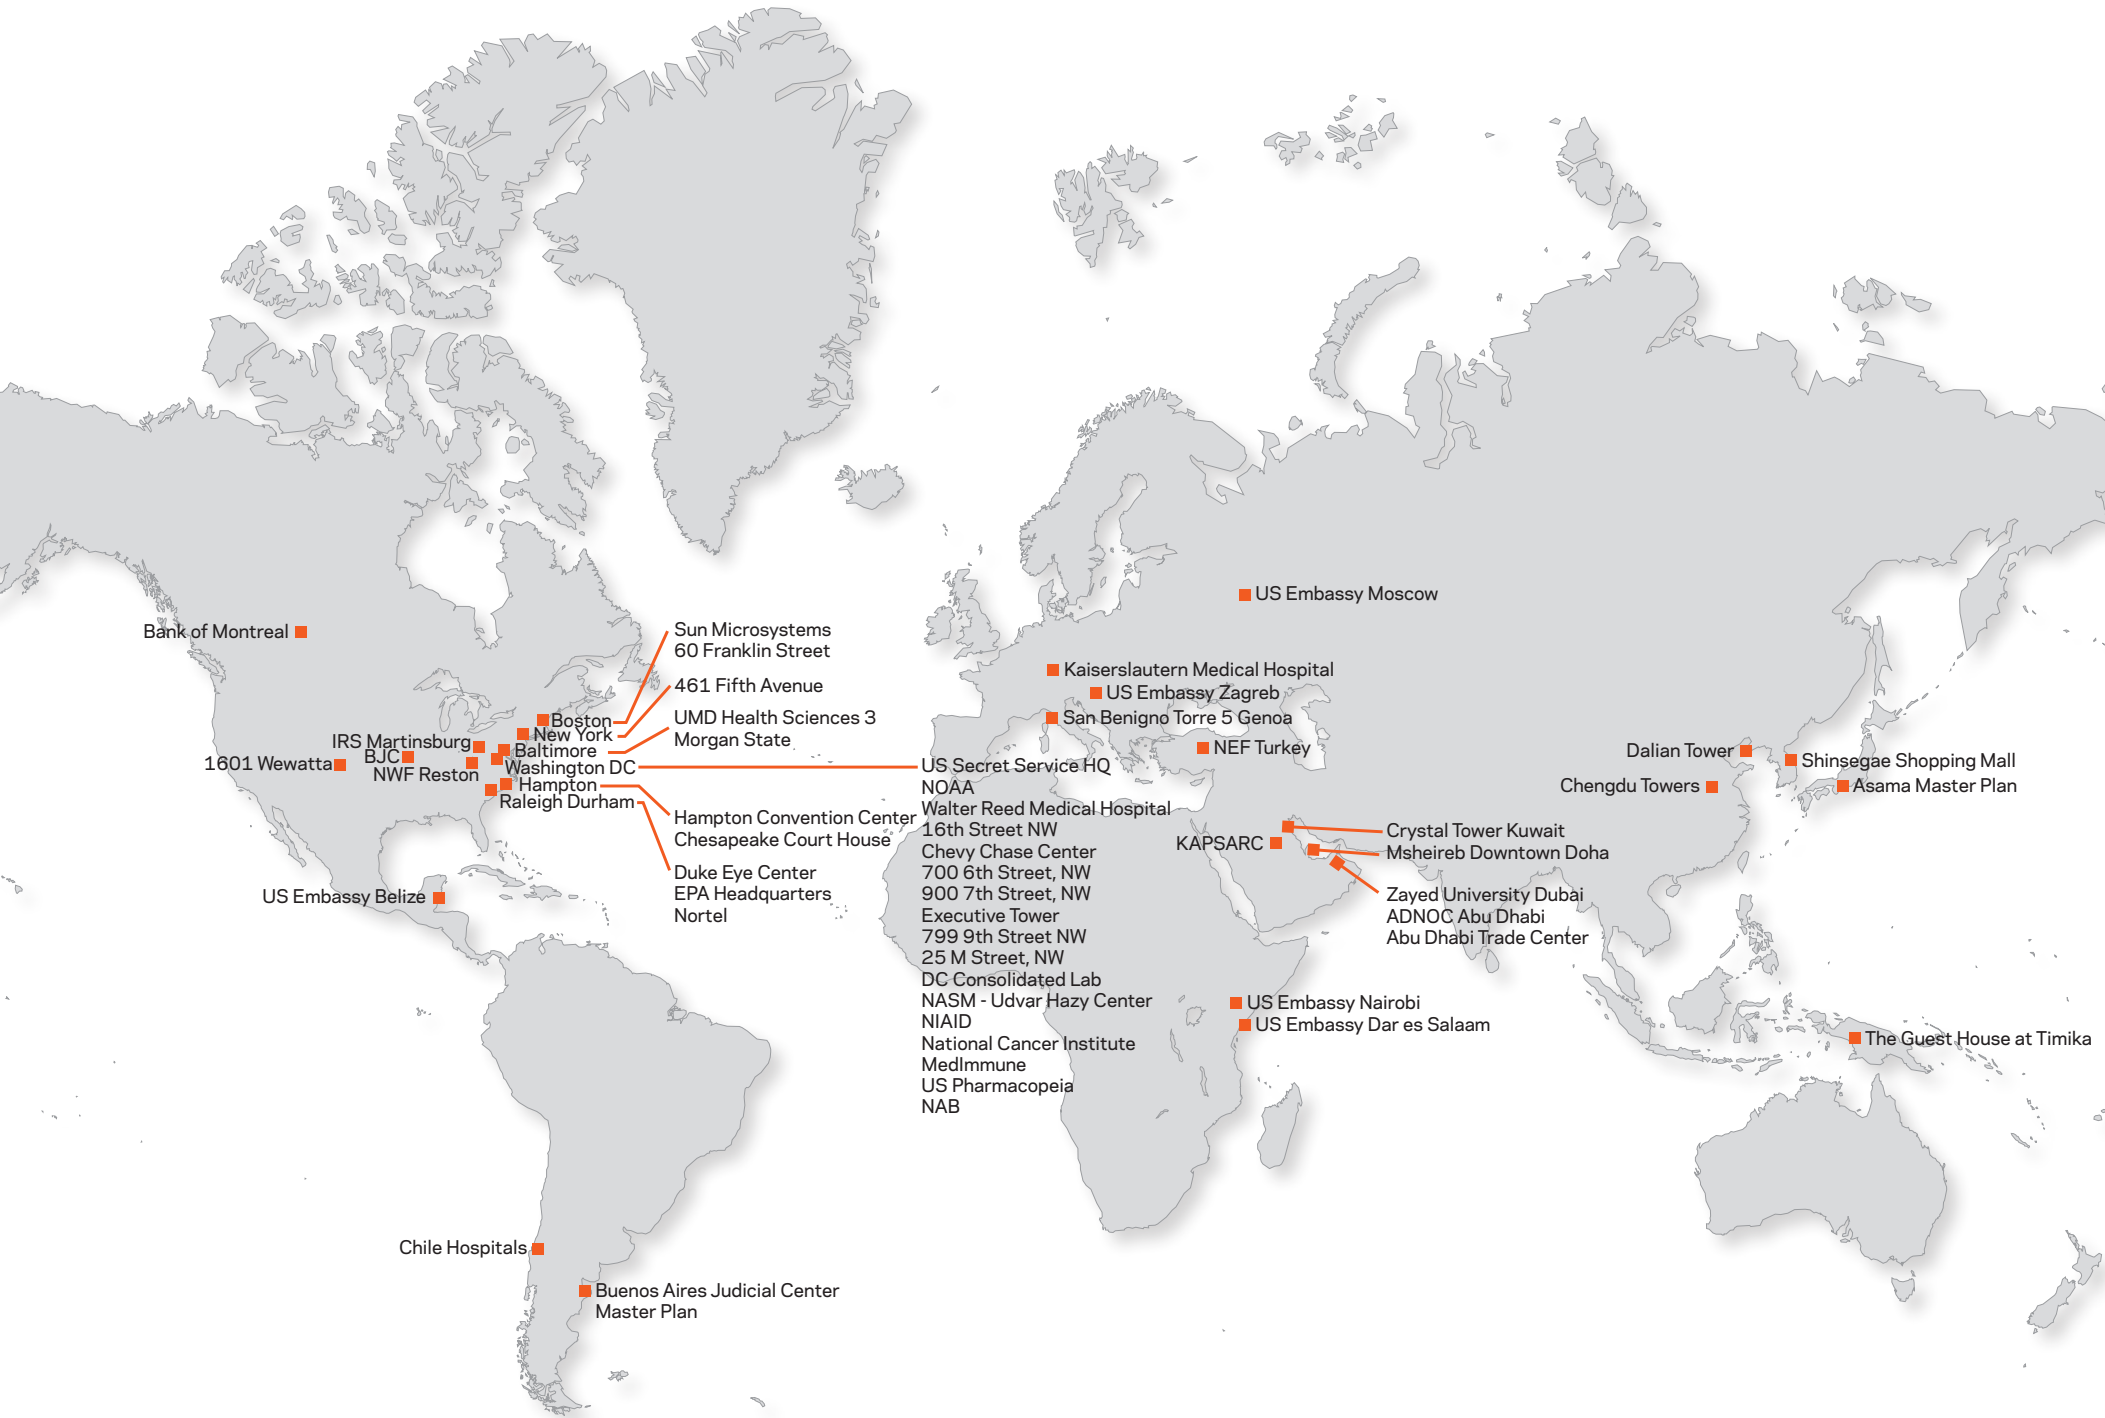 US Embassy Moscow
Bank of Montreal
Sun Microsystems
60 Franklin Street
Kaiserslautern Medical Hospital
461 Fifth Avenue
US Embassy Zagreb
UMD Health Sciences 3
Morgan State
San Benigno Torre 5 Genoa
Boston
New York
IRS Martinsburg
Baltimore
BJC
1601 Wewatta
NWF Reston
Washington DC
Hampton
Raleigh Durham
NEF Turkey
Dalian Tower
Shinsegae Shopping Mall
Chengdu Towers
Asama Master Plan
US Secret Service HQ
NOAA
Walter Reed Medical Hospital
16th Street NW
Chevy Chase Center
700 6th Street, NW
900 7th Street, NW
Executive Tower
799 9th Street NW
25 M Street, NW
DC Consolidated Lab
NASM - Udvar Hazy Center
NIAID
National Cancer Institute
MedImmune
US Pharmacopeia
NAB
Hampton Convention Center
Chesapeake Court House
Duke Eye Center
EPA Headquarters
Nortel
KAPSARC
Crystal Tower Kuwait
Msheireb Downtown Doha
Zayed University Dubai
ADNOC Abu Dhabi
Abu Dhabi Trade Center
US Embassy Belize
US Embassy Nairobi
US Embassy Dar es Salaam
The Guest House at Timika
Chile Hospitals
Buenos Aires Judicial Center
Master Plan